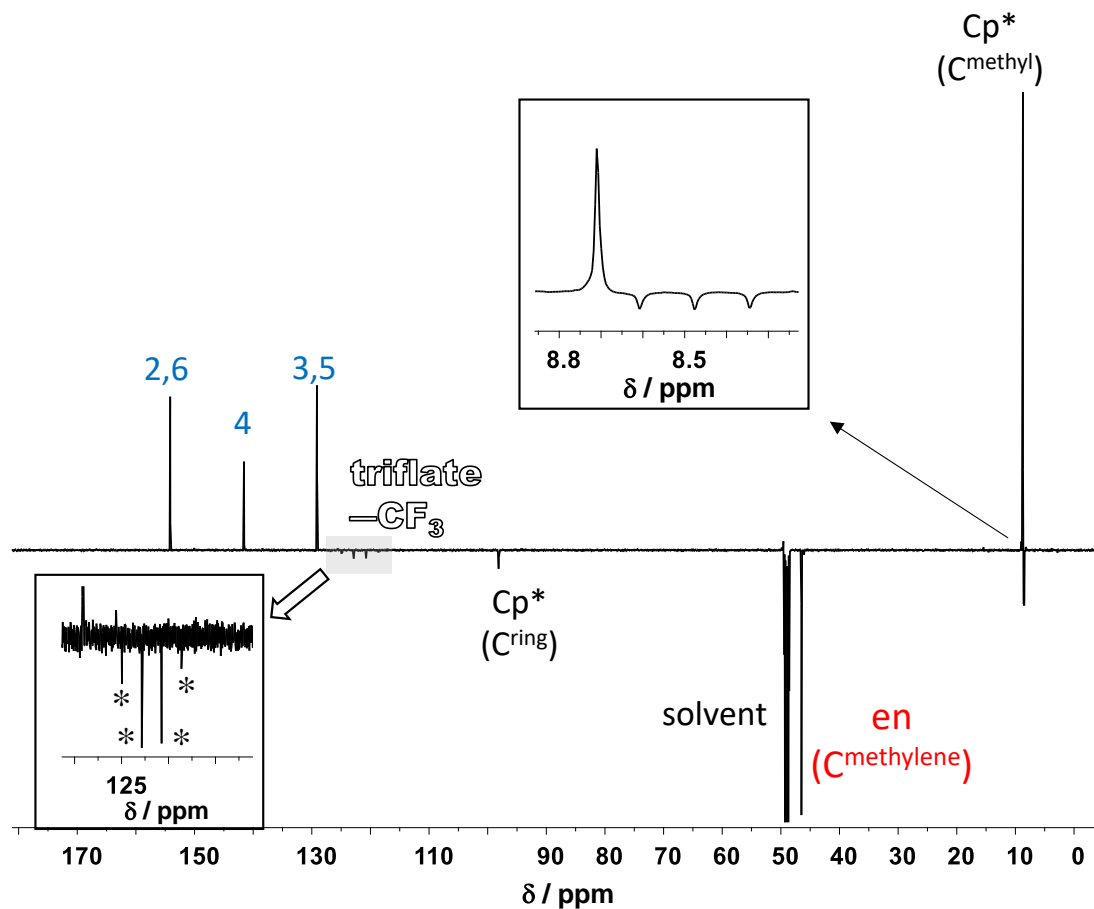 Cp*
(Cmethyl)
8.8 8.5
δ / ppm
2,6
4
3,5
triflate
—CF3
Cp*
(Cring)
solvent
en
(Cmethylene)
* *
* *
125
δ / ppm
170 150 130 110 90 80 70 60 50 40 30 20 10 0
δ / ppm